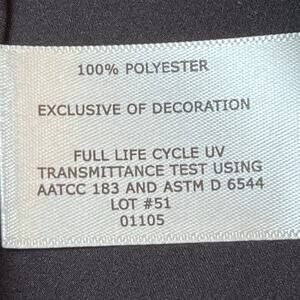 100% POLYESTER
EXCLUSIVE OF DECORATION
FULL LIFE CYCLE UV
TRANSMITTANCE TEST USING
AATCC 183 AND ASTM D 6544
LOT #51
01105